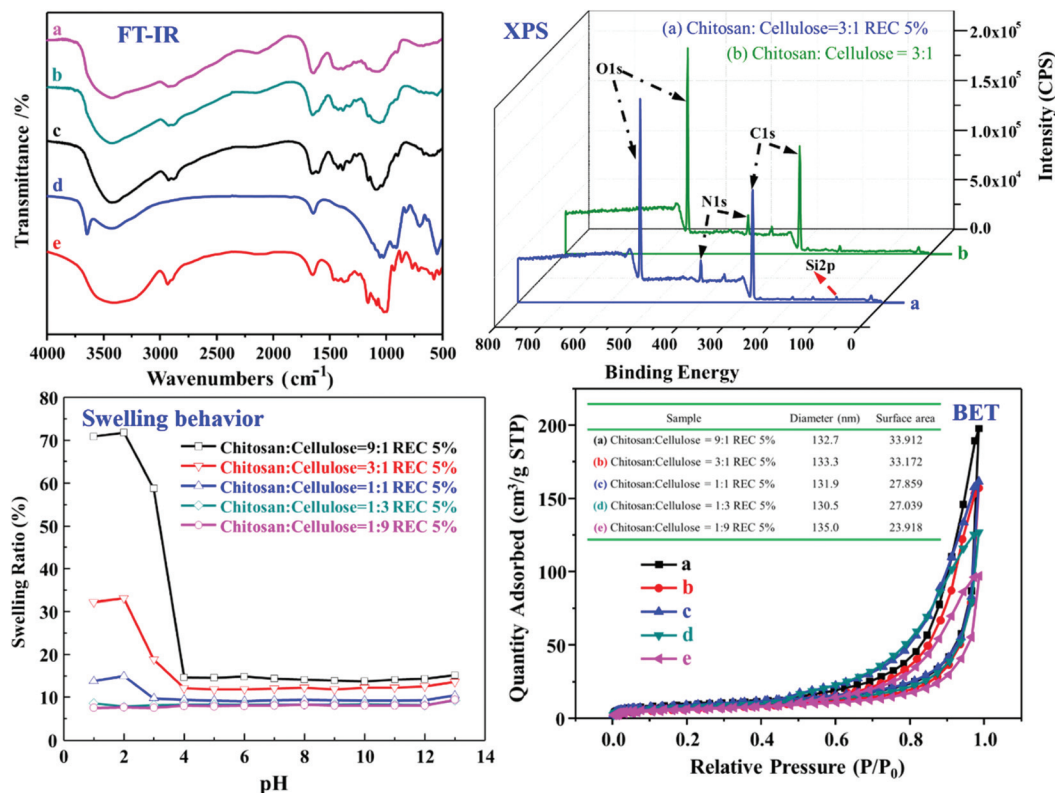 FT-IR
a
b
c
d
e
Transmittance /%
4000 3500 3000 2500 2000 1500 1000 500
Wavenumbers (cm⁻¹)
XPS
(a) Chitosan: Cellulose=3:1 REC 5%
(b) Chitosan: Cellulose = 3:1
O1s
C1s
N1s
Si2p
b
a
2.0x10⁵
1.5x10⁵
1.0x10⁵
5.0x10⁴
0.0
Intensity (CPS)
800 700 600 500 400 300 200 100 0
Binding Energy
Swelling behavior
Chitosan:Cellulose=9:1 REC 5%
Chitosan:Cellulose=3:1 REC 5%
Chitosan:Cellulose=1:1 REC 5%
Chitosan:Cellulose=1:3 REC 5%
Chitosan:Cellulose=1:9 REC 5%
80
70
60
50
40
30
20
10
0
Swelling Ratio (%)
0 1 2 3 4 5 6 7 8 9 10 11 12 13 14
pH
BET
Sample Diameter (nm) Surface area
(a) Chitosan:Cellulose = 9:1 REC 5% 132.7 33.912
(b) Chitosan:Cellulose = 3:1 REC 5% 133.3 33.172
(c) Chitosan:Cellulose = 1:1 REC 5% 131.9 27.859
(d) Chitosan:Cellulose = 1:3 REC 5% 130.5 27.039
(e) Chitosan:Cellulose = 1:9 REC 5% 135.0 23.918
a
b
c
d
e
200
150
100
50
0
Quantity Adsorbed (cm³/g STP)
0.0 0.2 0.4 0.6 0.8 1.0
Relative Pressure (P/P₀)